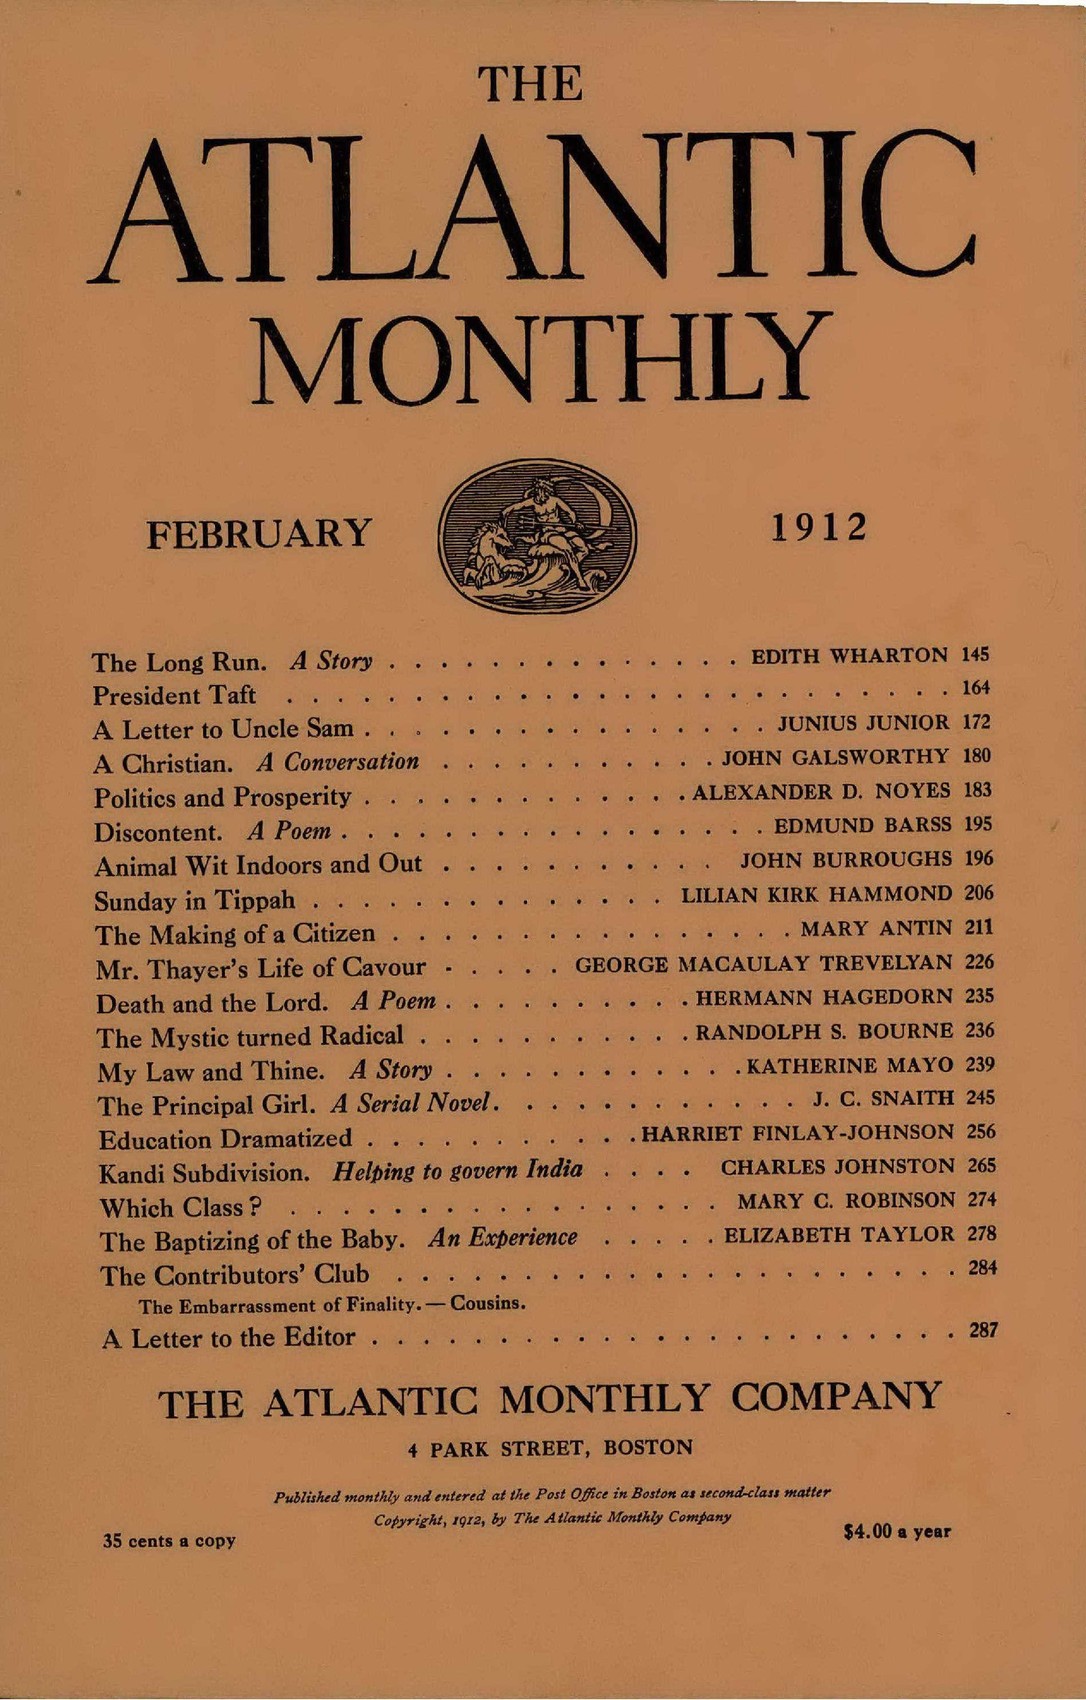 THE
ATLANTIC
MONTHLY
FEBRUARY 1912
The Long Run. A Story . . . . . . . . . . . . . . EDITH WHARTON 145
President Taft . . . . . . . . . . . . . . . . . . . . . . . . . . 164
A Letter to Uncle Sam . . . . . . . . . . . . . . . . JUNIUS JUNIOR 172
A Christian. A Conversation . . . . . . . . . . . JOHN GALSWORTHY 180
Politics and Prosperity . . . . . . . . . . . . . ALEXANDER D. NOYES 183
Discontent. A Poem . . . . . . . . . . . . . . . . . EDMUND BARSS 195
Animal Wit Indoors and Out . . . . . . . . . . . JOHN BURROUGHS 196
Sunday in Tippah . . . . . . . . . . . . . . LILIAN KIRK HAMMOND 206
The Making of a Citizen . . . . . . . . . . . . . . . . MARY ANTIN 211
Mr. Thayer's Life of Cavour . . . . . GEORGE MACAULAY TREVELYAN 226
Death and the Lord. A Poem . . . . . . . . . . HERMANN HAGEDORN 235
The Mystic turned Radical . . . . . . . . . . . RANDOLPH S. BOURNE 236
My Law and Thine. A Story . . . . . . . . . . . . KATHERINE MAYO 239
The Principal Girl. A Serial Novel. . . . . . . . . . . . J. C. SNAITH 245
Education Dramatized . . . . . . . . . . . HARRIET FINLAY-JOHNSON 256
Kandi Subdivision. Helping to govern India . . . . CHARLES JOHNSTON 265
Which Class? . . . . . . . . . . . . . . . . . MARY C. ROBINSON 274
The Baptizing of the Baby. An Experience . . . . . ELIZABETH TAYLOR 278
The Contributors' Club . . . . . . . . . . . . . . . . . . . . . . 284
The Embarrassment of Finality. — Cousins.
A Letter to the Editor . . . . . . . . . . . . . . . . . . . . . . . 287
THE ATLANTIC MONTHLY COMPANY
4 PARK STREET, BOSTON
Published monthly and entered at the Post Office in Boston as second-class matter
Copyright, 1912, by The Atlantic Monthly Company
35 cents a copy $4.00 a year